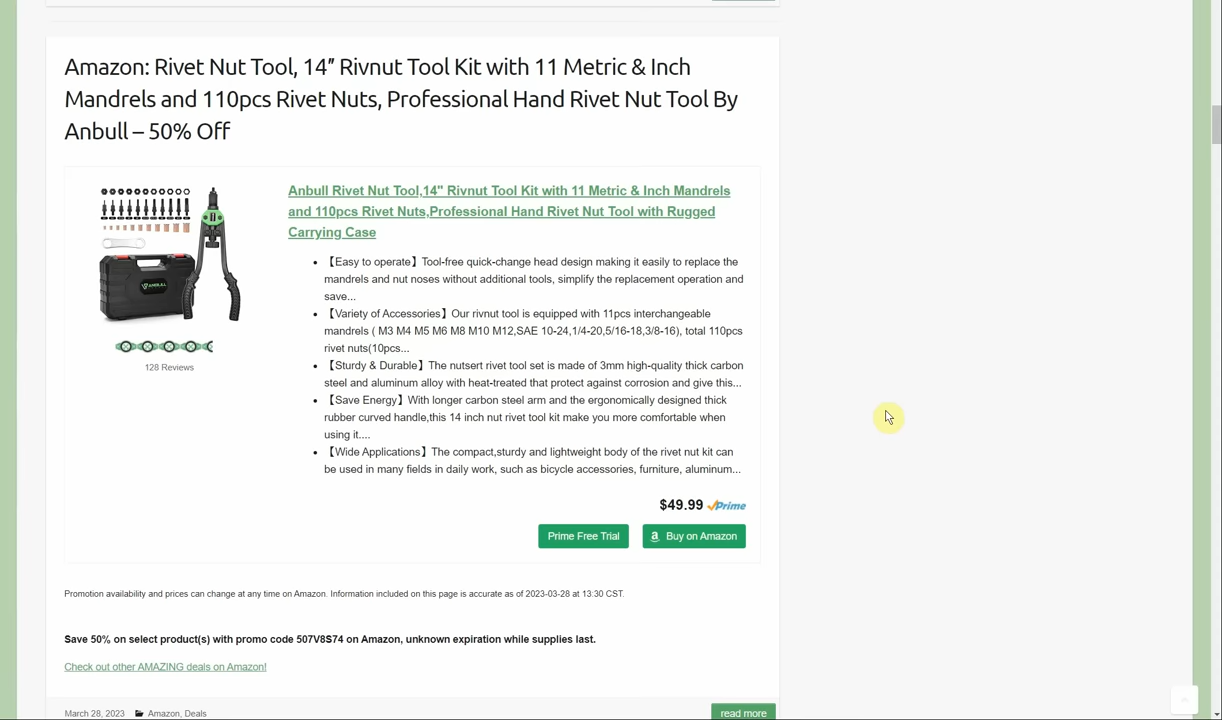 Amazon: Rivet Nut Tool, 14″ Rivnut Tool Kit with 11 Metric & Inch
Mandrels and 110pcs Rivet Nuts, Professional Hand Rivet Nut Tool By
Anbull – 50% Off
Anbull Rivet Nut Tool,14" Rivnut Tool Kit with 11 Metric & Inch Mandrels
and 110pcs Rivet Nuts,Professional Hand Rivet Nut Tool with Rugged
Carrying Case
ANBULL
128 Reviews
• 【Easy to operate】Tool-free quick-change head design making it easily to replace the
mandrels and nut noses without additional tools, simplify the replacement operation and
save...
• 【Variety of Accessories】Our rivnut tool is equipped with 11pcs interchangeable
mandrels ( M3 M4 M5 M6 M8 M10 M12,SAE 10-24,1/4-20,5/16-18,3/8-16), total 110pcs
rivet nuts(10pcs...
• 【Sturdy & Durable】The nutsert rivet tool set is made of 3mm high-quality thick carbon
steel and aluminum alloy with heat-treated that protect against corrosion and give this...
• 【Save Energy】With longer carbon steel arm and the ergonomically designed thick
rubber curved handle,this 14 inch nut rivet tool kit make you more comfortable when
using it....
• 【Wide Applications】The compact,sturdy and lightweight body of the rivet nut kit can
be used in many fields in daily work, such as bicycle accessories, furniture, aluminum...
$49.99 Prime
Prime Free Trial
a Buy on Amazon
Promotion availability and prices can change at any time on Amazon. Information included on this page is accurate as of 2023-03-28 at 13:30 CST.
Save 50% on select product(s) with promo code 507V8S74 on Amazon, unknown expiration while supplies last.
Check out other AMAZING deals on Amazon!
March 28, 2023 Amazon, Deals
read more